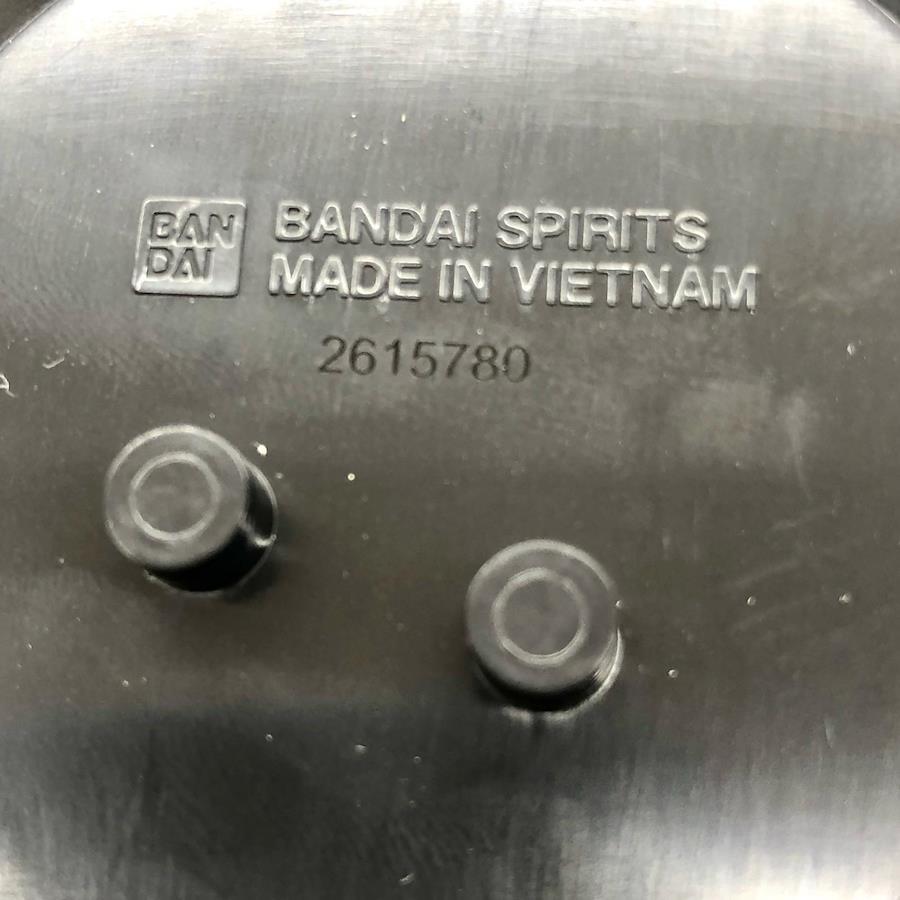 BAN
DAI
BANDAI SPIRITS
MADE IN VIETNAM
2615780